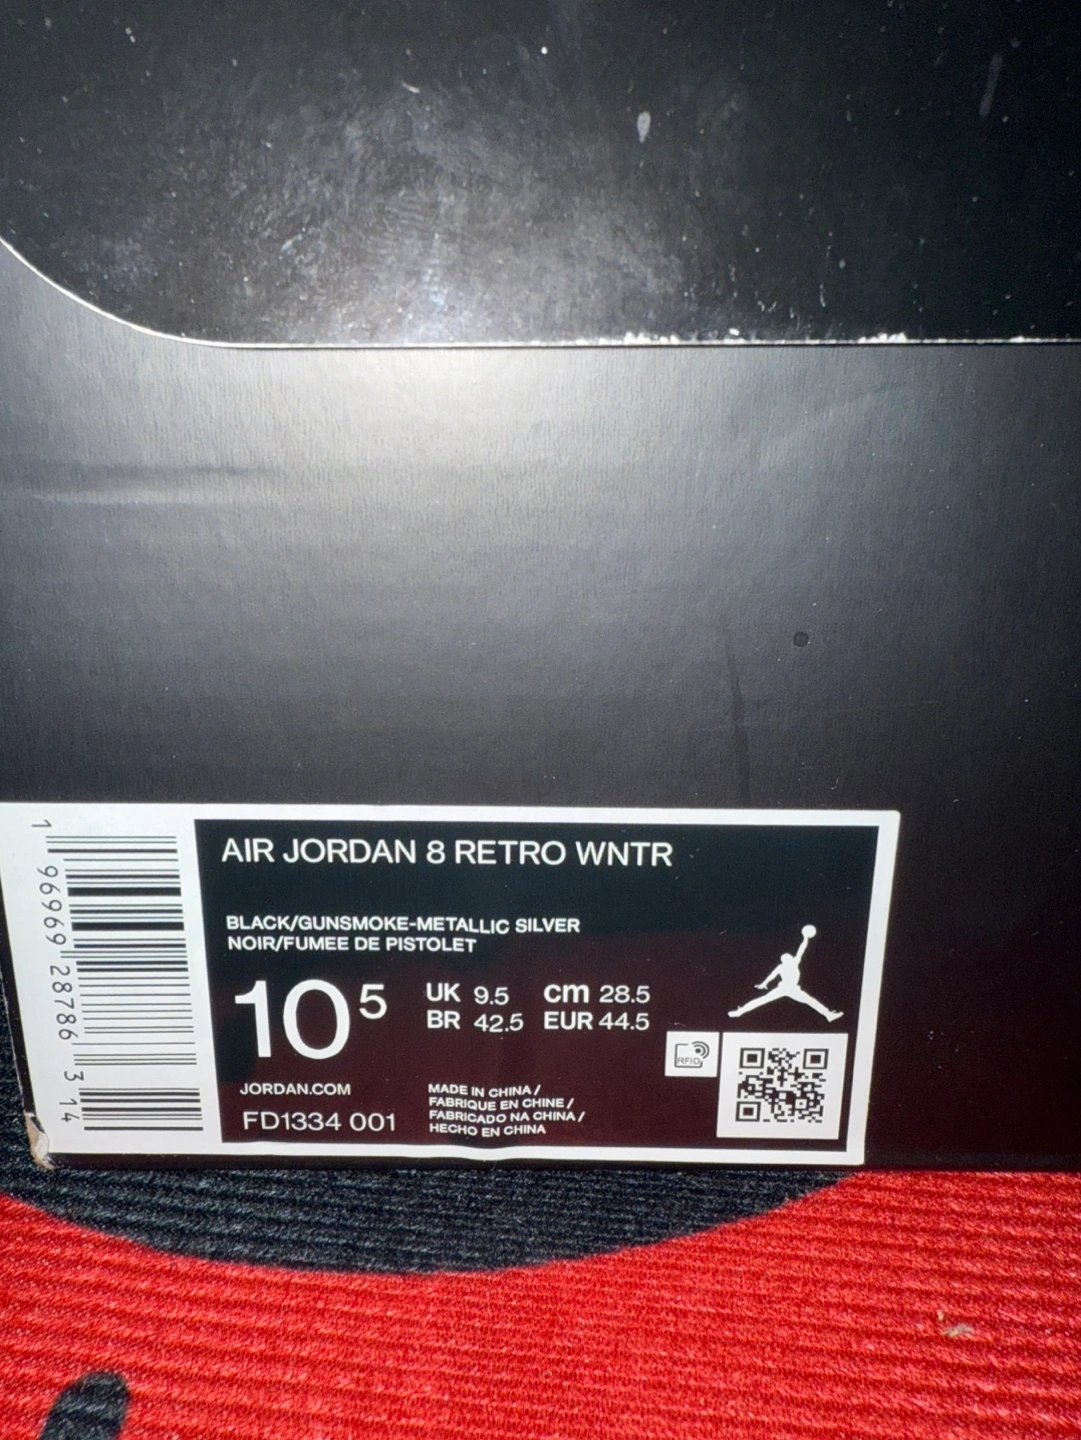 AIR JORDAN 8 RETRO WNTR
BLACK/GUNSMOKE-METALLIC SILVER
NOIR/FUMEE DE PISTOLET
10 5
UK 9.5 cm 28.5
BR 42.5 EUR 44.5
RFID
JORDAN.COM
FD1334 001
MADE IN CHINA /
FABRIQUE EN CHINE /
FABRICADO NA CHINA /
HECHO EN CHINA
1 96969 28786 3 14